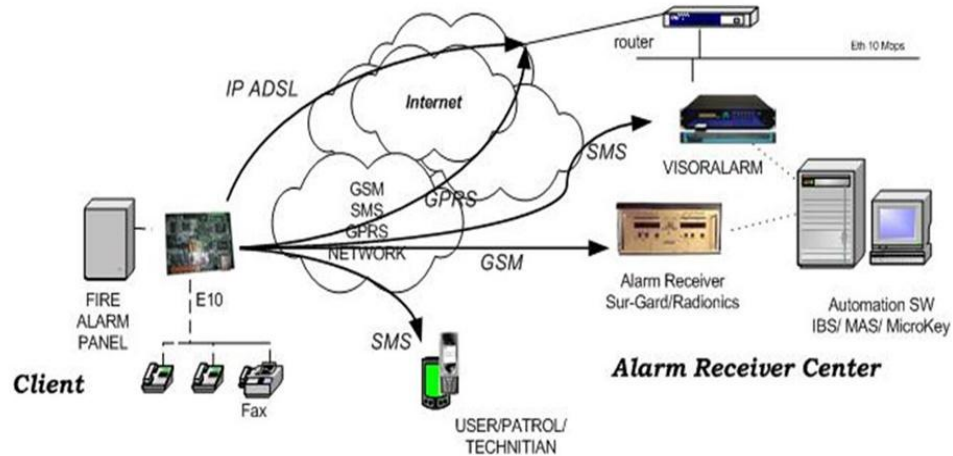 router
Eth 10 Mbps
IP ADSL
Internet
SMS
VISORALARM
GSM
SMS
GPRS
NETWORK
GPRS
GSM
FIRE
ALARM
PANEL
E10
Alarm Receiver
Sur-Gard/Radionics
Automation SW
IBS/ MAS/ MicroKey
SMS
Client
Fax
Alarm Receiver Center
USER/PATROL/
TECHNITIAN